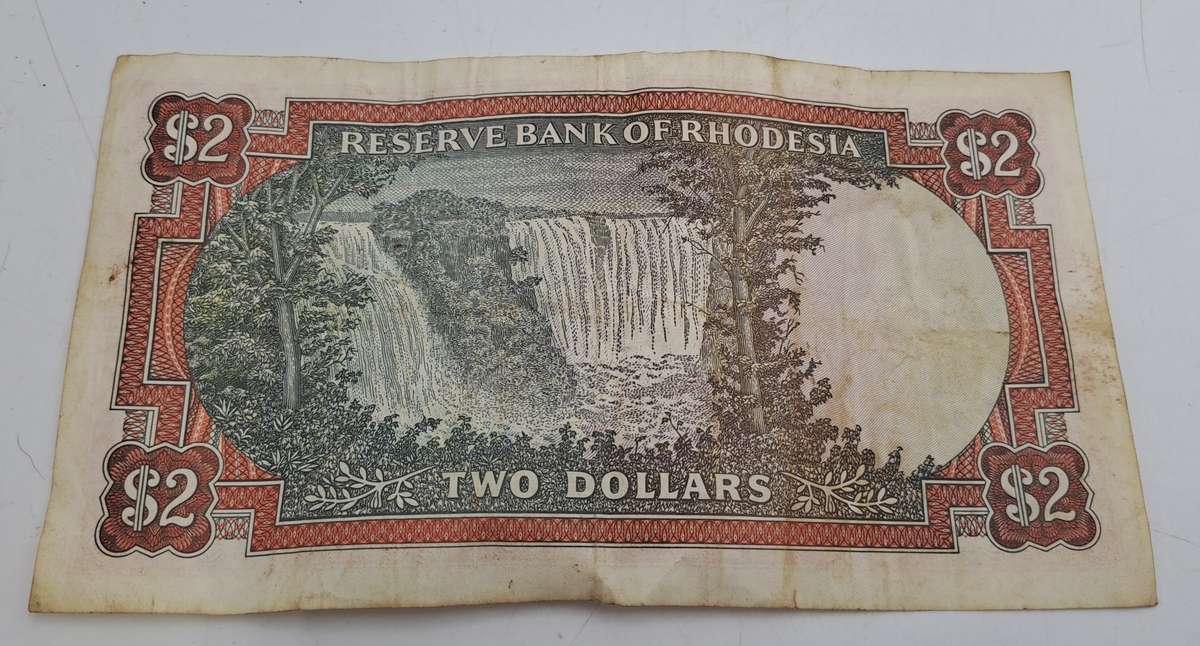 $2 $2
RESERVE BANK OF RHODESIA
$2 TWO DOLLARS $2